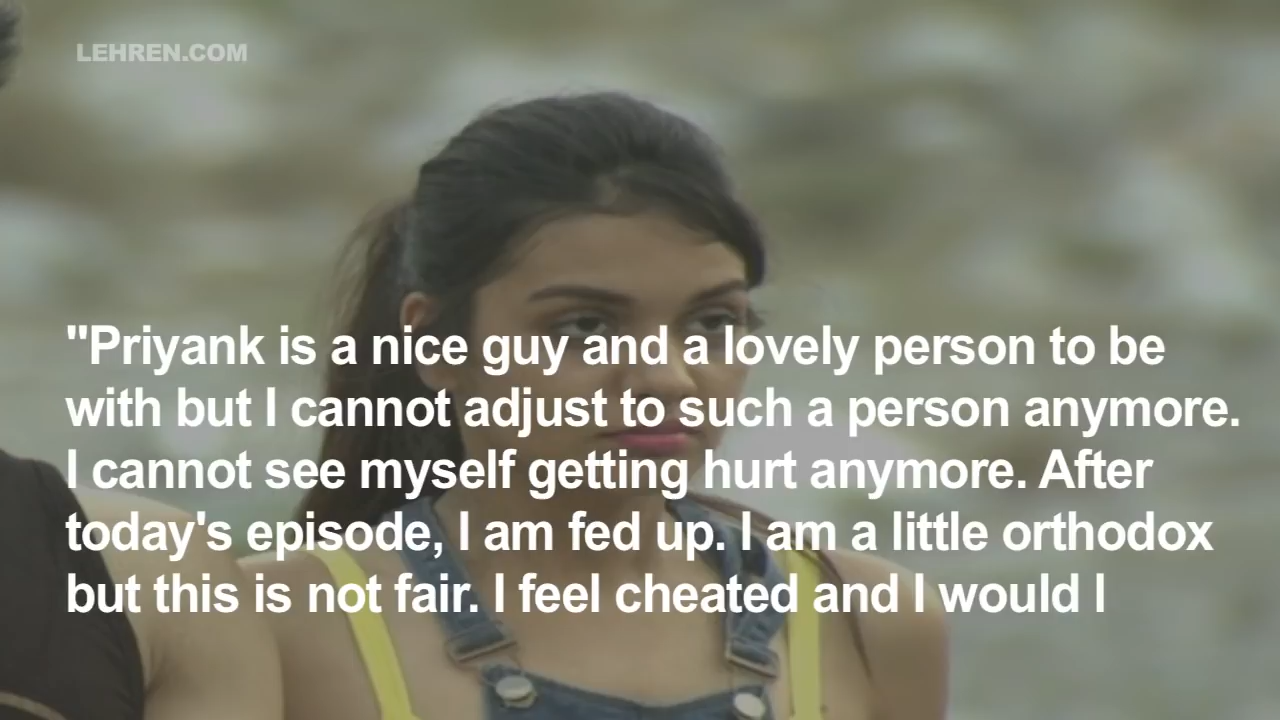 LEHREN.COM
"Priyank is a nice guy and a lovely person to be
with but I cannot adjust to such a person anymore.
I cannot see myself getting hurt anymore. After
today's episode, I am fed up. I am a little orthodox
but this is not fair. I feel cheated and I would l